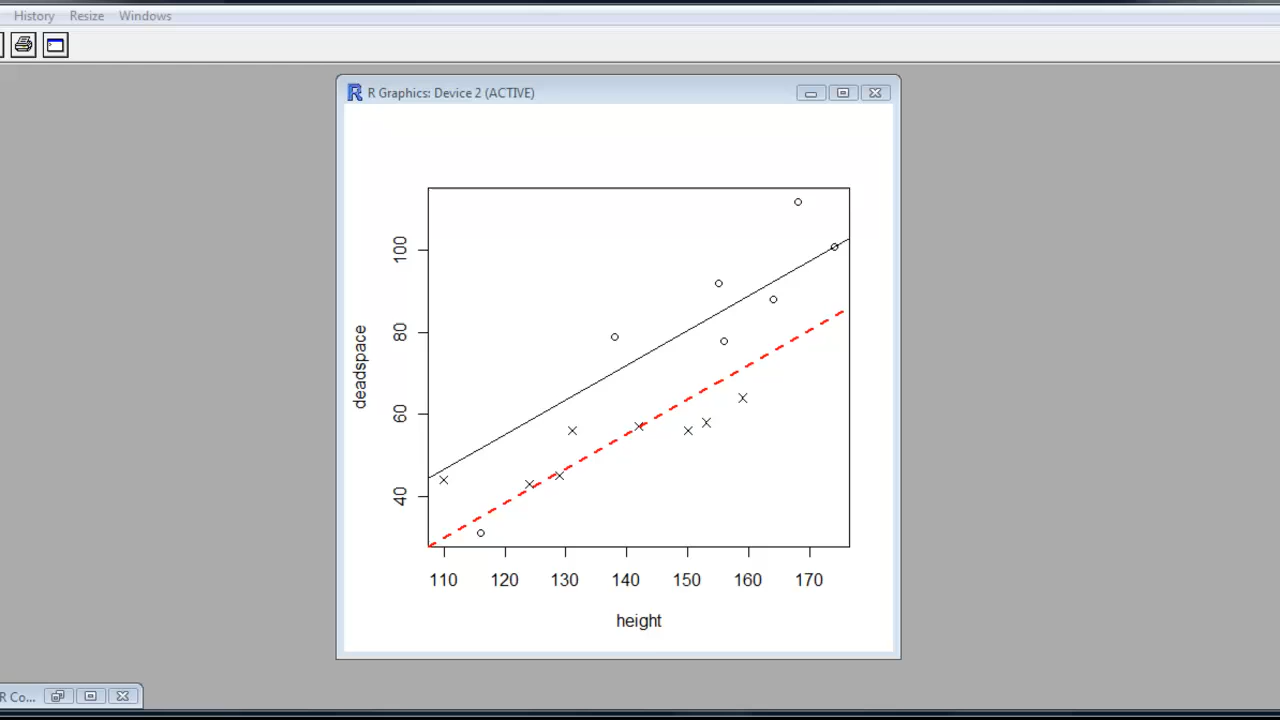 History Resize Windows
R Graphics: Device 2 (ACTIVE)
100
80
60
40
deadspace
110 120 130 140 150 160 170
height
R Co...